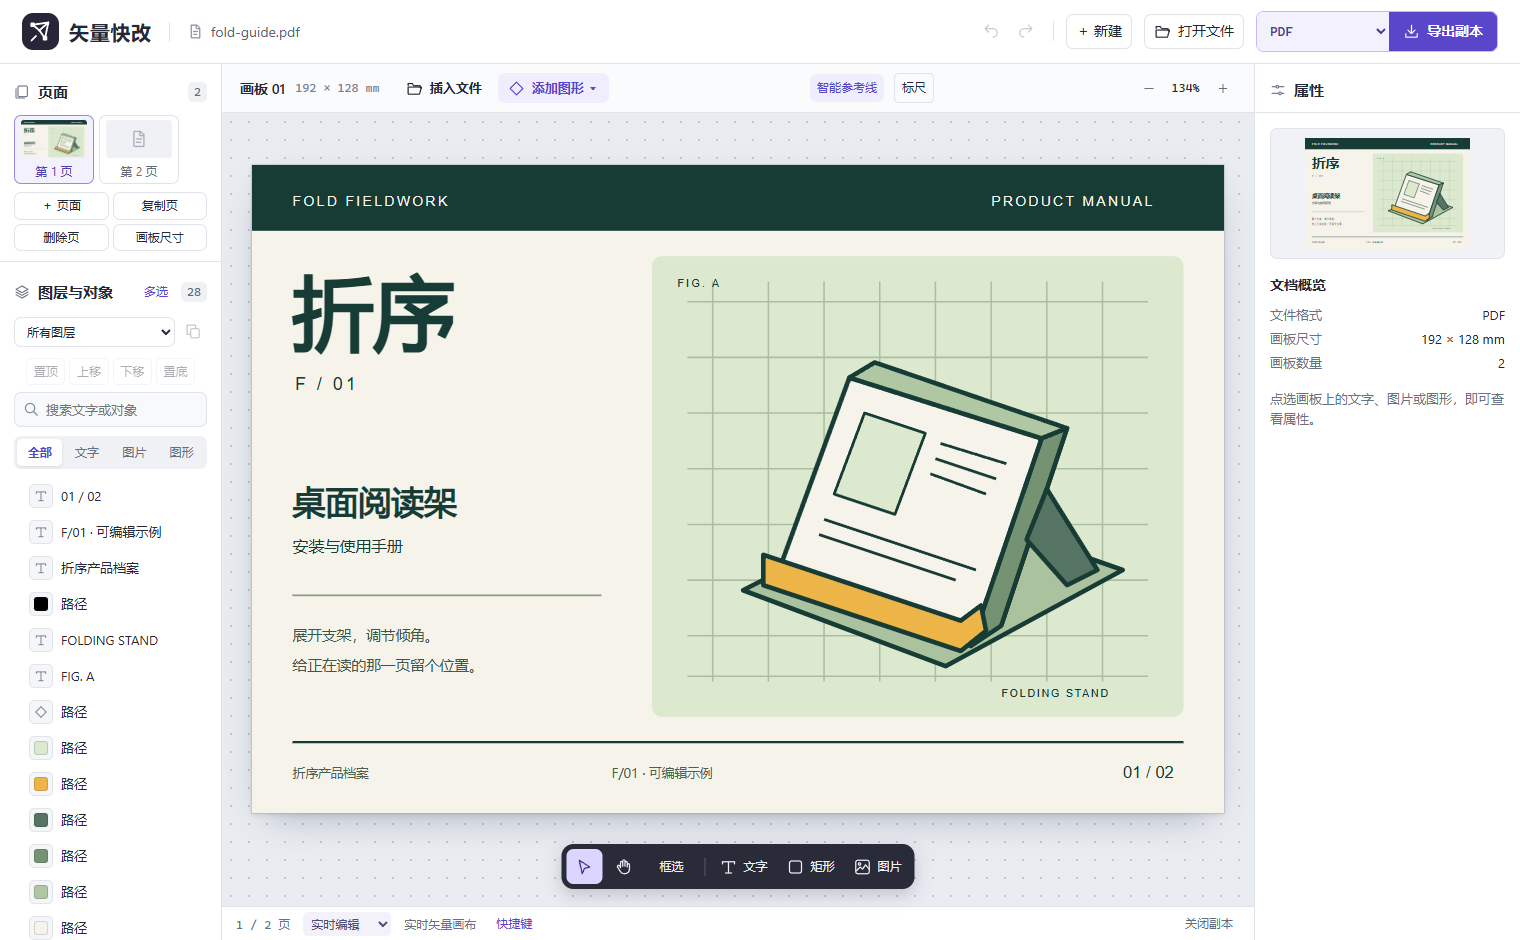 矢量快改
fold-guide.pdf
+ 新建
打开文件
PDF
导出副本
页面
2
第 1 页
第 2 页
+ 页面
复制页
删除页
画板尺寸
图层与对象
多选
28
所有图层
置顶
上移
下移
置底
搜索文字或对象
全部
文字
图片
图形
01 / 02
F/01 · 可编辑示例
折序产品档案
路径
FOLDING STAND
FIG. A
路径
路径
路径
路径
路径
路径
路径
画板 01
192 × 128 mm
插入文件
添加图形
智能参考线
标尺
— 134% +
FOLD FIELDWORK
PRODUCT MANUAL
折序
F / 01
桌面阅读架
安装与使用手册
展开支架，调节倾角。
给正在读的那一页留个位置。
FIG. A
FOLDING STAND
折序产品档案
F/01 · 可编辑示例
01 / 02
框选
文字
矩形
图片
1 / 2 页
实时编辑
实时矢量画布
快捷键
关闭副本
属性
FOLD FIELDWORK
PRODUCT MANUAL
折序
桌面阅读架
文档概览
文件格式
PDF
画板尺寸
192 × 128 mm
画板数量
2
点选画板上的文字、图片或图形，即可查
看属性。